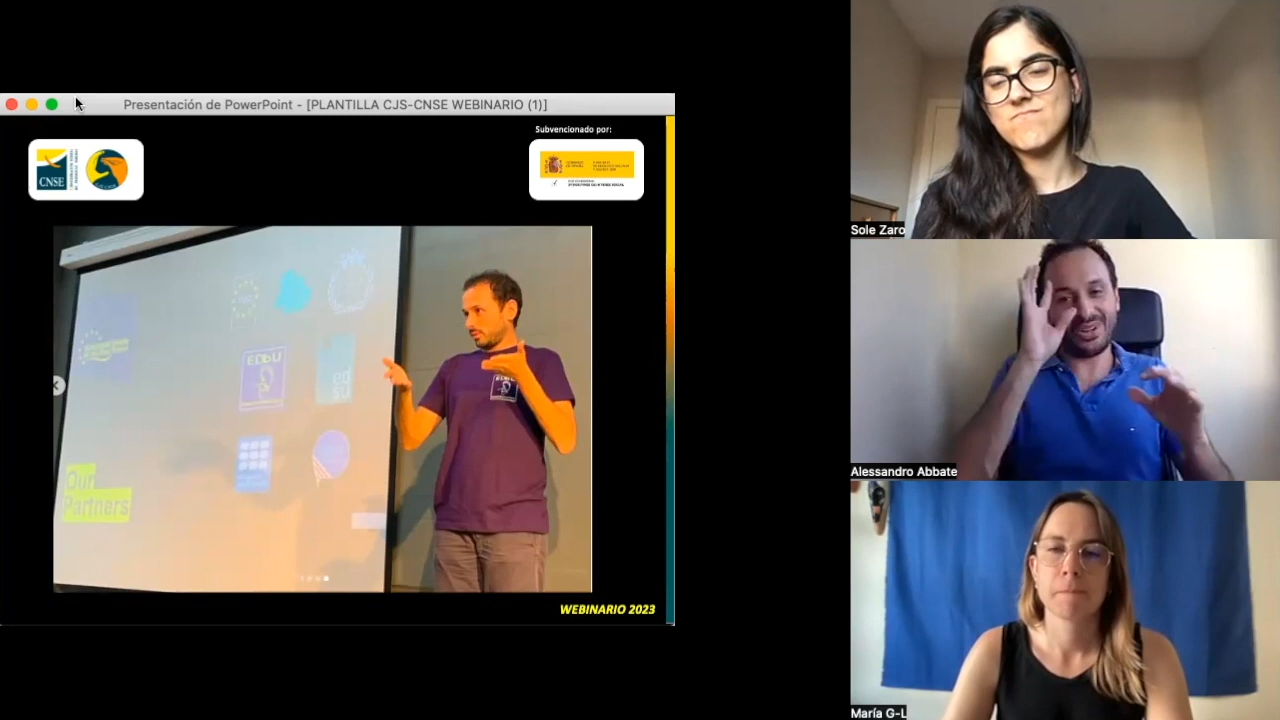 Presentación de PowerPoint - [PLANTILLA CJS-CNSE WEBINARIO (1)]
Subvencionado por:
CNSE
EDbU
Our
Partners
WEBINARIO 2023
Sole Zaro
Alessandro Abbate
María G-L